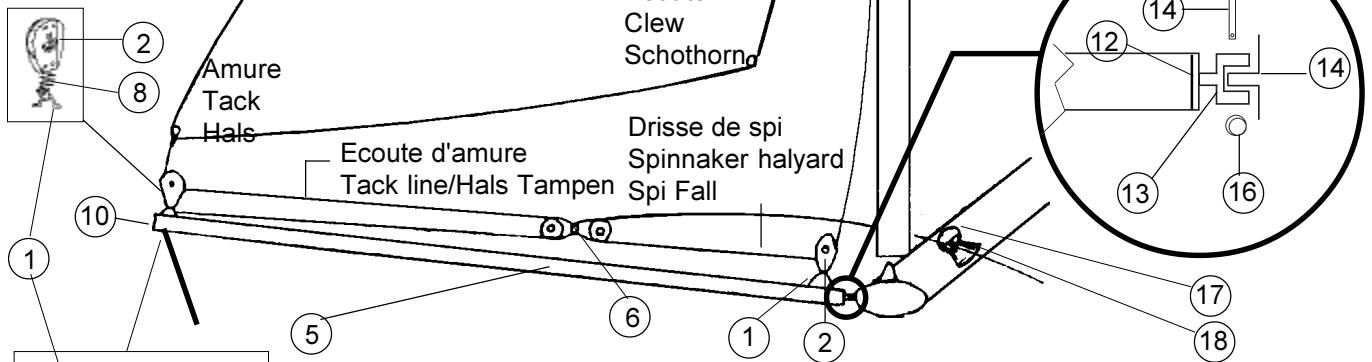 Clew
Schothorn
14
2
12
14
8
Amure
Tack
Hals
1
Drisse de spi
Spinnaker halyard
Spi Fall
Ecoute d'amure
Tack line/Hals Tampen
13
16
10
1
17
5
6
1
2
18